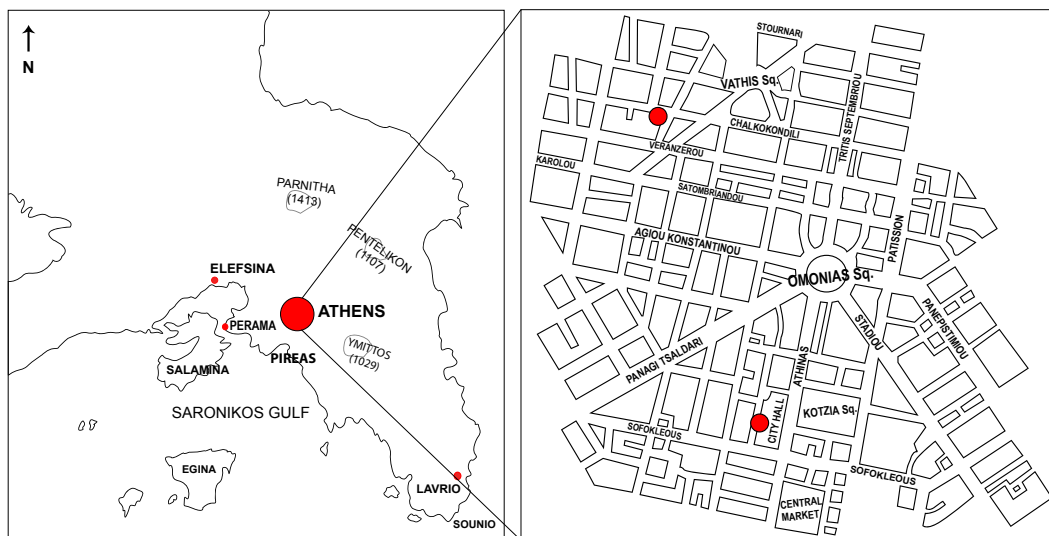 N
PARNITHA
(1413)
PENTELIKON
(1107)
ELEFSINA
ATHENS
PERAMA
YMITTOS
(1029)
PIREAS
SALAMINA
SARONIKOS GULF
EGINA
LAVRIO
SOUNIO
STOURNARI
VATHIS Sq.
CHALKOKONDILI
TRITIS SEPTEMBRIOU
VERANZEROU
KAROLOU
SATOMBRIANDOU
AGIOU KONSTANTINOU
PATISSION
OMONIAS Sq.
PANEPISTIMIOU
STADIOU
PANAGI TSALDARI
ATHINAS
KOTZIA Sq.
CITY HALL
SOFOKLEOUS
SOFOKLEOUS
CENTRAL
MARKET